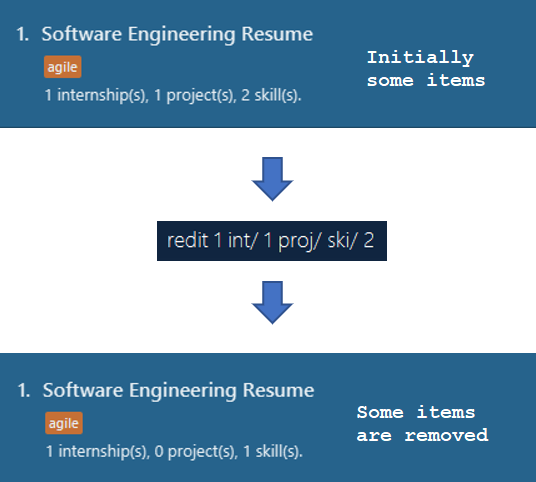 1. Software Engineering Resume
agile
1 internship(s), 1 project(s), 2 skill(s).
Initially
some items
redit 1 int/ 1 proj/ ski/ 2
1. Software Engineering Resume
agile
1 internship(s), 0 project(s), 1 skill(s).
Some items
are removed